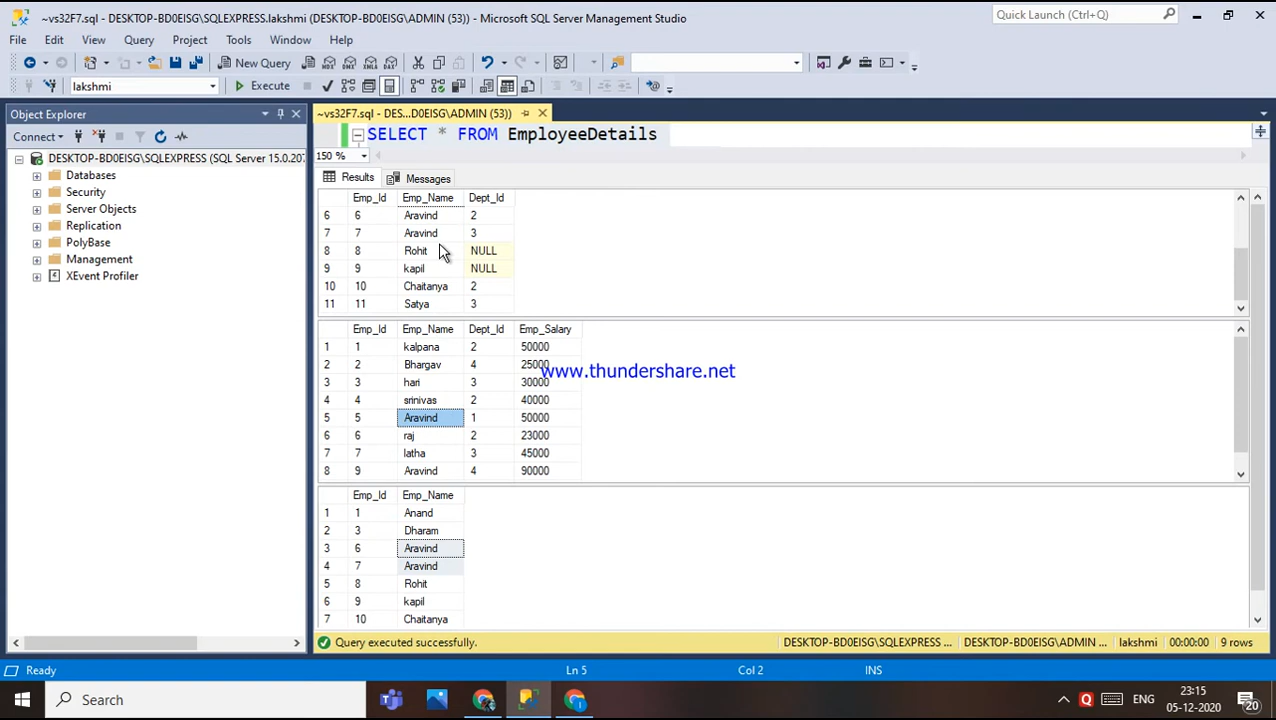 ~vs32F7.sql - DESKTOP-BD0EISG\SQLEXPRESS.lakshmi (DESKTOP-BD0EISG\ADMIN (53)) - Microsoft SQL Server Management Studio
Quick Launch (Ctrl+Q)
File Edit View Query Project Tools Window Help
New Query
MDX DMX XMLA DAX
lakshmi Execute
Object Explorer
~vs32F7.sql - DES...D0EISG\ADMIN (53))
Connect
SELECT * FROM EmployeeDetails
150 %
DESKTOP-BD0EISG\SQLEXPRESS (SQL Server 15.0.207
Databases
Security
Server Objects
Replication
PolyBase
Management
XEvent Profiler
Results Messages
Emp_Id Emp_Name Dept_Id
6 6 Aravind 2
7 7 Aravind 3
8 8 Rohit NULL
9 9 kapil NULL
10 10 Chaitanya 2
11 11 Satya 3
Emp_Id Emp_Name Dept_Id Emp_Salary
1 1 kalpana 2 50000
2 2 Bhargav 4 25000
www.thundershare.net
3 3 hari 3 30000
4 4 srinivas 2 40000
5 5 Aravind 1 50000
6 6 raj 2 23000
7 7 latha 3 45000
8 9 Aravind 4 90000
Emp_Id Emp_Name
1 1 Anand
2 3 Dharam
3 6 Aravind
4 7 Aravind
5 8 Rohit
6 9 kapil
7 10 Chaitanya
Query executed successfully. DESKTOP-BD0EISG\SQLEXPRESS ... DESKTOP-BD0EISG\ADMIN ... lakshmi 00:00:00 9 rows
Ready Ln 5 Col 2 INS
Search
ENG
23:15
05-12-2020
20